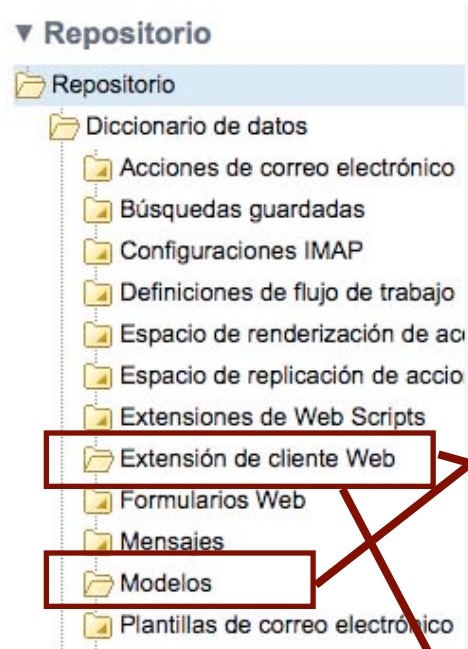 Repositorio
Repositorio
Diccionario de datos
Acciones de correo electrónico
Búsquedas guardadas
Configuraciones IMAP
Definiciones de flujo de trabajo
Espacio de renderización de
Espacio de replicación de accio
Extensiones de Web Scripts
Extensión de cliente Web
Formularios Web
Mensajes
Modelos
Plantillas de correo electrónico